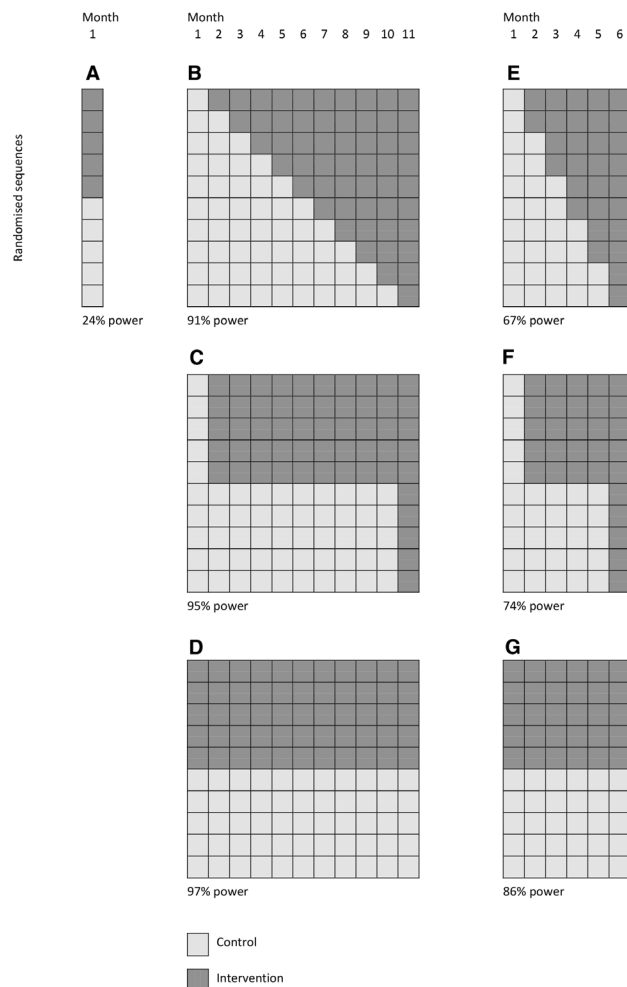 Month
1
Month
1 2 3 4 5 6 7 8 9 10 11
Month
1 2 3 4 5 6
A
B
E
Randomised sequences
24% power
91% power
67% power
C
F
95% power
74% power
D
G
97% power
86% power
Control
Intervention